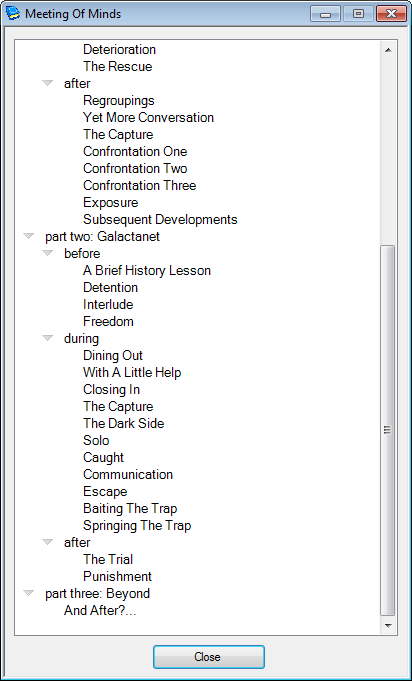 Meeting Of Minds
Deterioration
The Rescue
after
Regroupings
Yet More Conversation
The Capture
Confrontation One
Confrontation Two
Confrontation Three
Exposure
Subsequent Developments
part two: Galactanet
before
A Brief History Lesson
Detention
Interlude
Freedom
during
Dining Out
With A Little Help
Closing In
The Capture
The Dark Side
Solo
Caught
Communication
Escape
Baiting The Trap
Springing The Trap
after
The Trial
Punishment
part three: Beyond
And After?...
Close